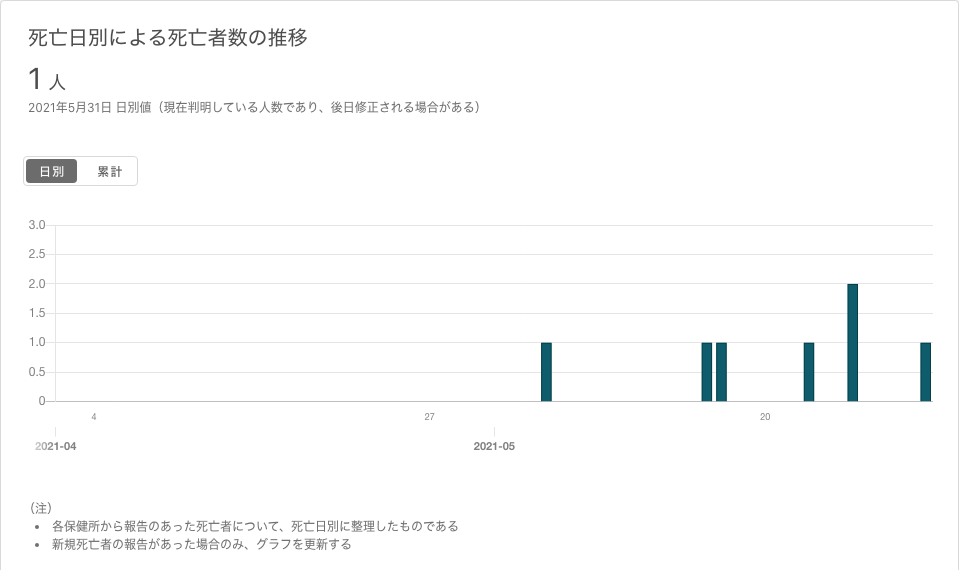 死亡日別による死亡者数の推移
1 人
2021年5月31日 日別値（現在判明している人数であり、後日修正される場合がある）
日別 累計
3.0
2.5
2.0
1.5
1.0
0.5
0
4 27 20
2021-04 2021-05
（注）
• 各保健所から報告のあった死亡者について、死亡日別に整理したものである
• 新規死亡者の報告があった場合のみ、グラフを更新する